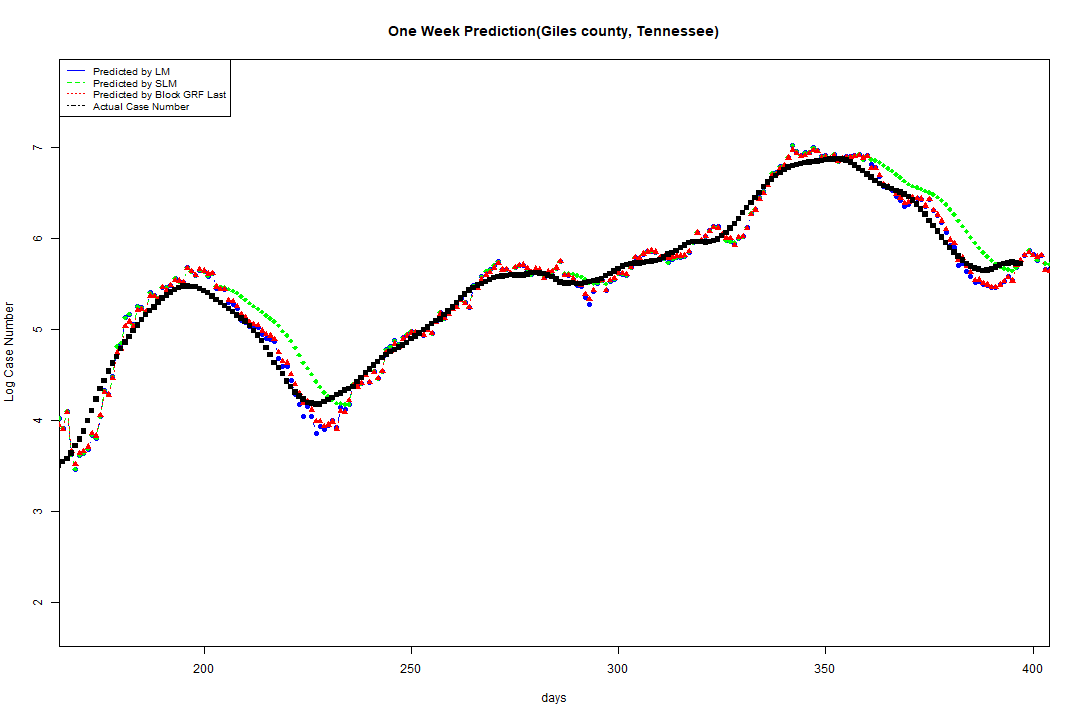 One Week Prediction(Giles county, Tennessee)
Predicted by LM
Predicted by SLM
Predicted by Block GRF Last
Actual Case Number
Log Case Number
7
6
5
4
3
2
200 250 300 350 400
days